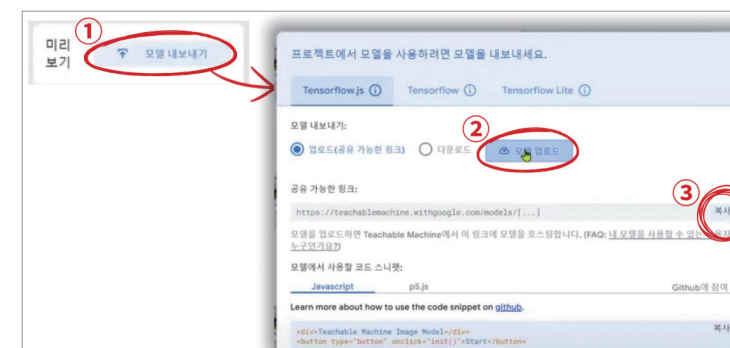 ①
미리
보기
모델 내보내기
프로젝트에서 모델을 사용하려면 모델을 내보내세요.
Tensorflow.js
Tensorflow
Tensorflow Lite
모델 내보내기:
②
업로드(공유 가능한 링크)
다운로드
모델 업로드
공유 가능한 링크:
③
https://teachablemachine.withgoogle.com/models/[...]
복사
모델을 업로드하면 Teachable Machine에서 이 링크에 모델을 호스팅합니다. (FAQ: 내 모델을 사용할 수 있는
누구인가요?)
모델에서 사용할 코드 스니펫:
Javascript
p5.js
Github에 참여
Learn more about how to use the code snippet on github.
<div>Teachable Machine Image Model</div>
<button type="button" onclick="init()">Start</button>
복사